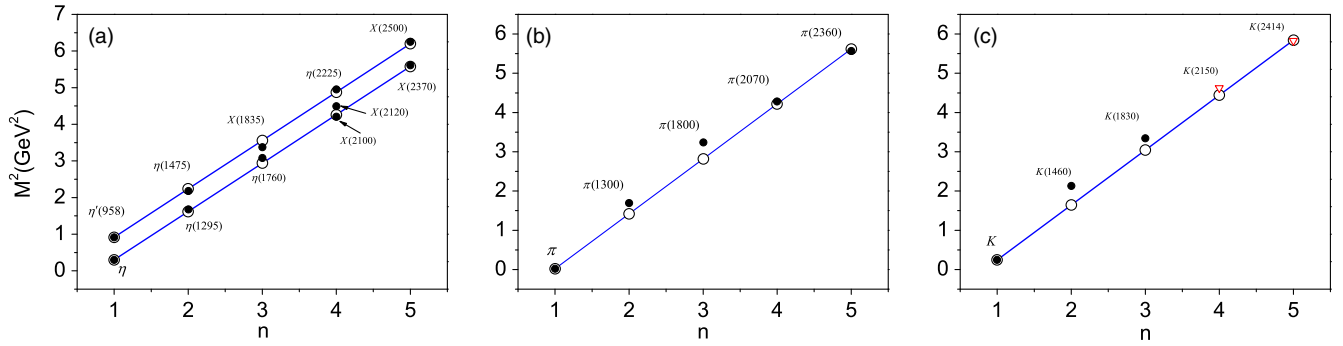 (a)
M²(GeV²)
7
6
5
4
3
2
1
0
X(2500)
η(2225)
X(2370)
X(2120)
X(2100)
X(1835)
η(1760)
η(1475)
η(1295)
η′(958)
η
1 2 3 4 5
n
(b)
6
5
4
3
2
1
0
π(2360)
π(2070)
π(1800)
π(1300)
π
1 2 3 4 5
n
(c)
6
5
4
3
2
1
0
K(2414)
K(2150)
K(1830)
K(1460)
K
1 2 3 4 5
n